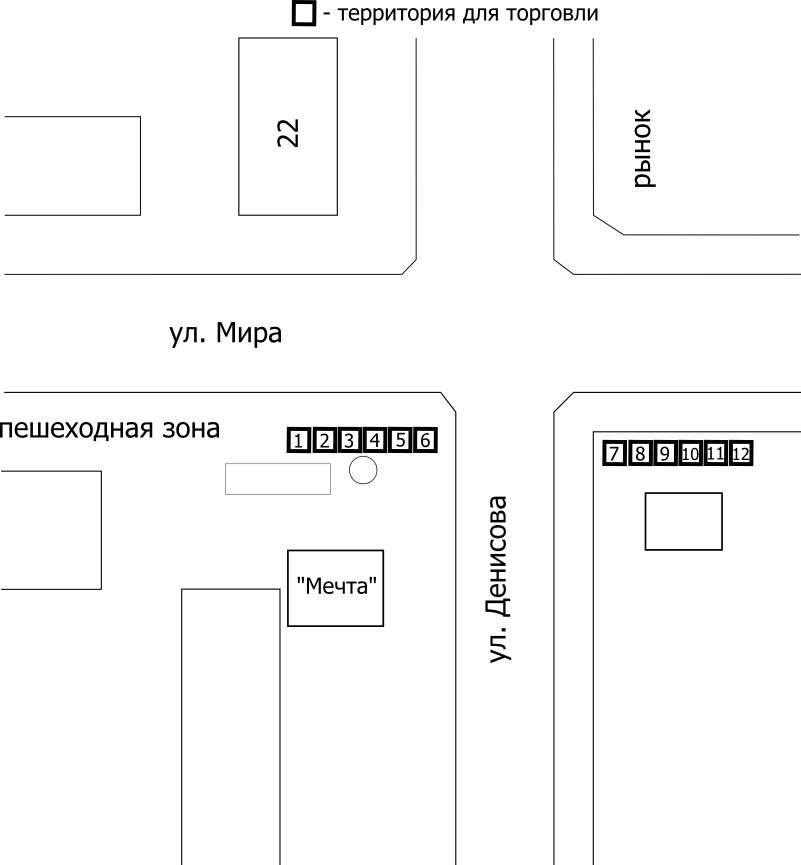 - территория для торговли
22
рынок
ул. Мира
пешеходная зона
1 2 3 4 5 6
7 8 9 10 11 12
"Мечта"
ул. Денисова